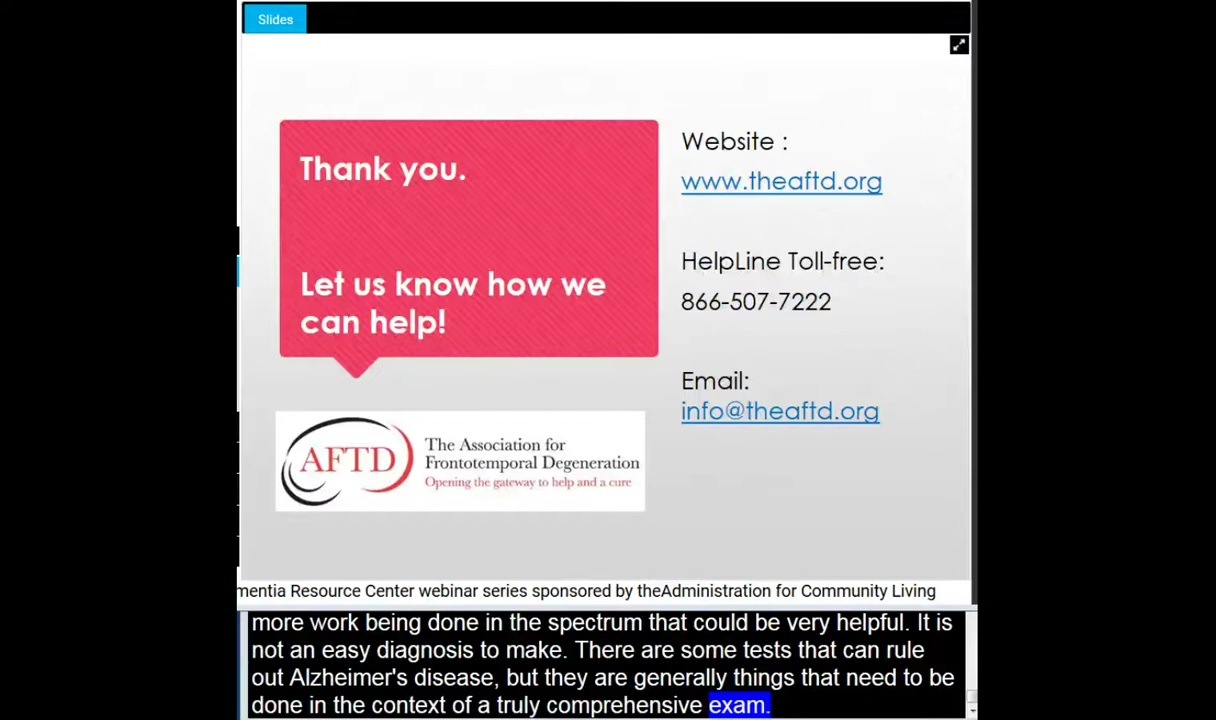 Slides
Thank you.
Let us know how we
can help!
Website :
www.theaftd.org
HelpLine Toll-free:
866-507-7222
Email:
info@theaftd.org
AFTD
The Association for
Frontotemporal Degeneration
Opening the gateway to help and a cure
mentia Resource Center webinar series sponsored by theAdministration for Community Living
more work being done in the spectrum that could be very helpful. It is
not an easy diagnosis to make. There are some tests that can rule
out Alzheimer's disease, but they are generally things that need to be
done in the context of a truly comprehensive exam.